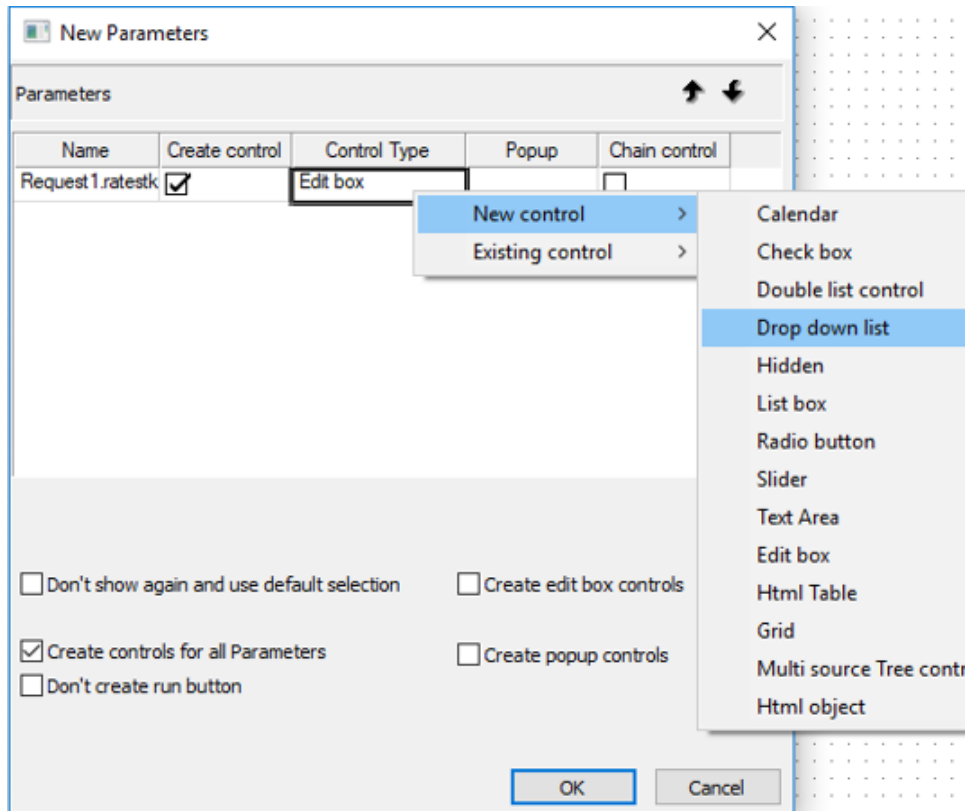 New Parameters
Parameters
Name Create control Control Type Popup Chain control
Request1.ratestk Edit box
New control
Existing control
Calendar
Check box
Double list control
Drop down list
Hidden
List box
Radio button
Slider
Text Area
Edit box
Html Table
Grid
Multi source Tree contr
Html object
Don't show again and use default selection
Create edit box controls
Create controls for all Parameters
Create popup controls
Don't create run button
OK Cancel